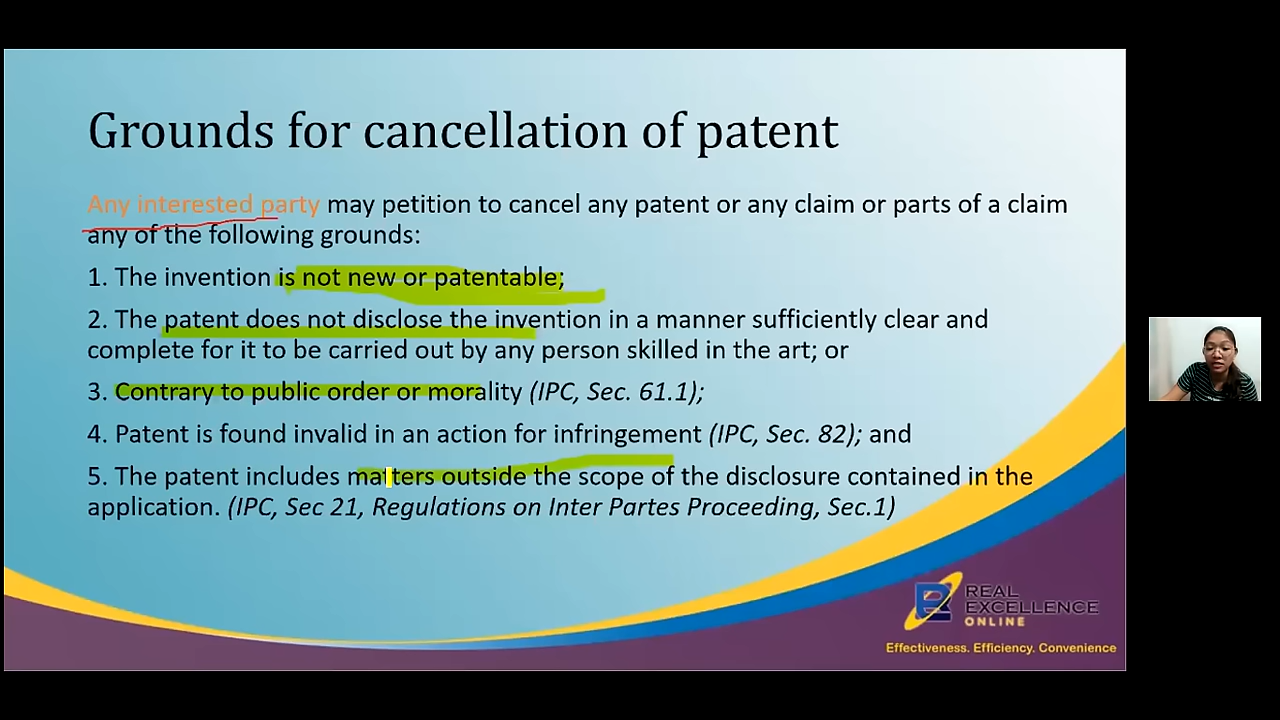 Grounds for cancellation of patent
Any interested party may petition to cancel any patent or any claim or parts of a claim
any of the following grounds:
1. The invention is not new or patentable;
2. The patent does not disclose the invention in a manner sufficiently clear and
complete for it to be carried out by any person skilled in the art; or
3. Contrary to public order or morality (IPC, Sec. 61.1);
4. Patent is found invalid in an action for infringement (IPC, Sec. 82); and
5. The patent includes matters outside the scope of the disclosure contained in the
application. (IPC, Sec 21, Regulations on Inter Partes Proceeding, Sec.1)
REAL
EXCELLENCE
ONLINE
Effectiveness. Efficiency. Convenience